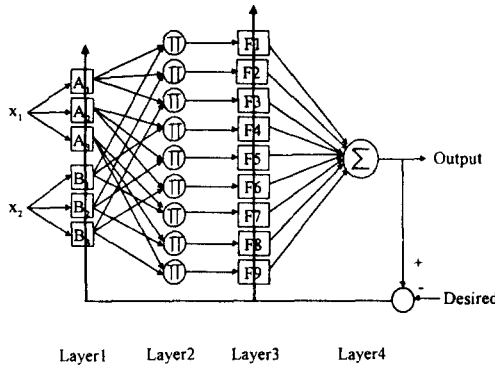 A1
A2
A3
x1
B1
B2
B3
x2
Π
Π
Π
Π
Π
Π
Π
Π
Π
F1
F2
F3
F4
F5
F6
F7
F8
F9
Σ
Output
+
-
Desired
Layer1
Layer2
Layer3
Layer4